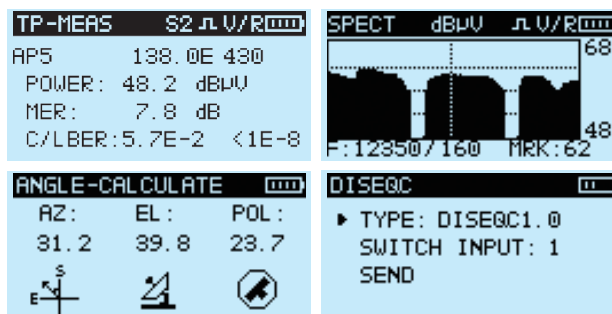 TP-MEAS S2 V/R
AP5 138.0E 430
POWER: 48.2 dBµV
MER: 7.8 dB
C/LBER:5.7E-2 <1E-8
SPECT dBµV V/R
68
48
F:12350/160 MRK:62
ANGLE-CALCULATE
AZ: EL: POL:
31.2 39.8 23.7
S
E
DISEQC
TYPE: DISEQC1.0
SWITCH INPUT: 1
SEND